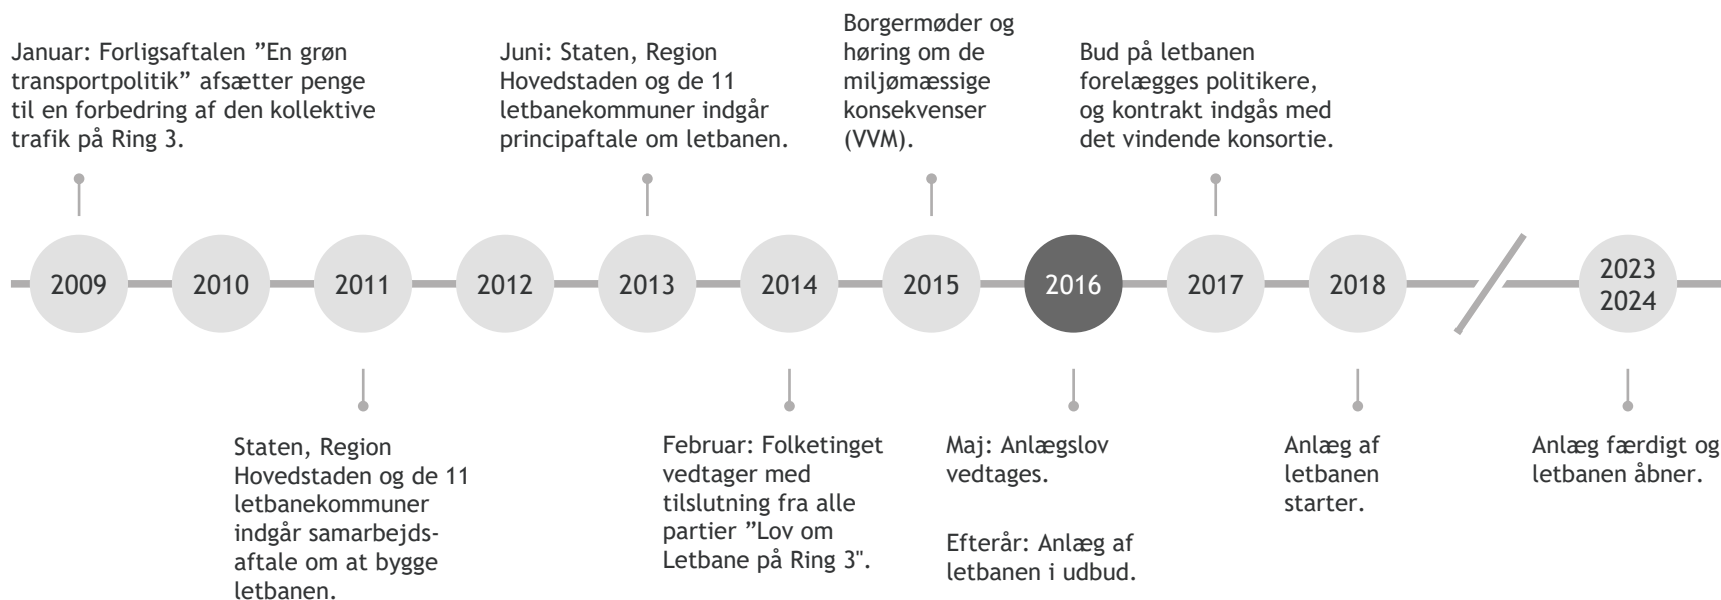 Januar: Forligsaftalen ”En grøn
transportpolitik” afsætter penge
til en forbedring af den kollektive
trafik på Ring 3.
Juni: Staten, Region
Hovedstaden og de 11
letbanekommuner indgår
principaftale om letbanen.
Borgermøder og
høring om de
miljømæssige
konsekvenser
(VVM).
Bud på letbanen
forelægges politikere,
og kontrakt indgås med
det vindende konsortie.
2009
2010
2011
2012
2013
2014
2015
2016
2017
2018
2023
2024
Staten, Region
Hovedstaden og de 11
letbanekommuner
indgår samarbejds-
aftale om at bygge
letbanen.
Februar: Folketinget
vedtager med
tilslutning fra alle
partier ”Lov om
Letbane på Ring 3".
Maj: Anlægslov
vedtages.
Efterår: Anlæg af
letbanen i udbud.
Anlæg af
letbanen
starter.
Anlæg færdigt og
letbanen åbner.